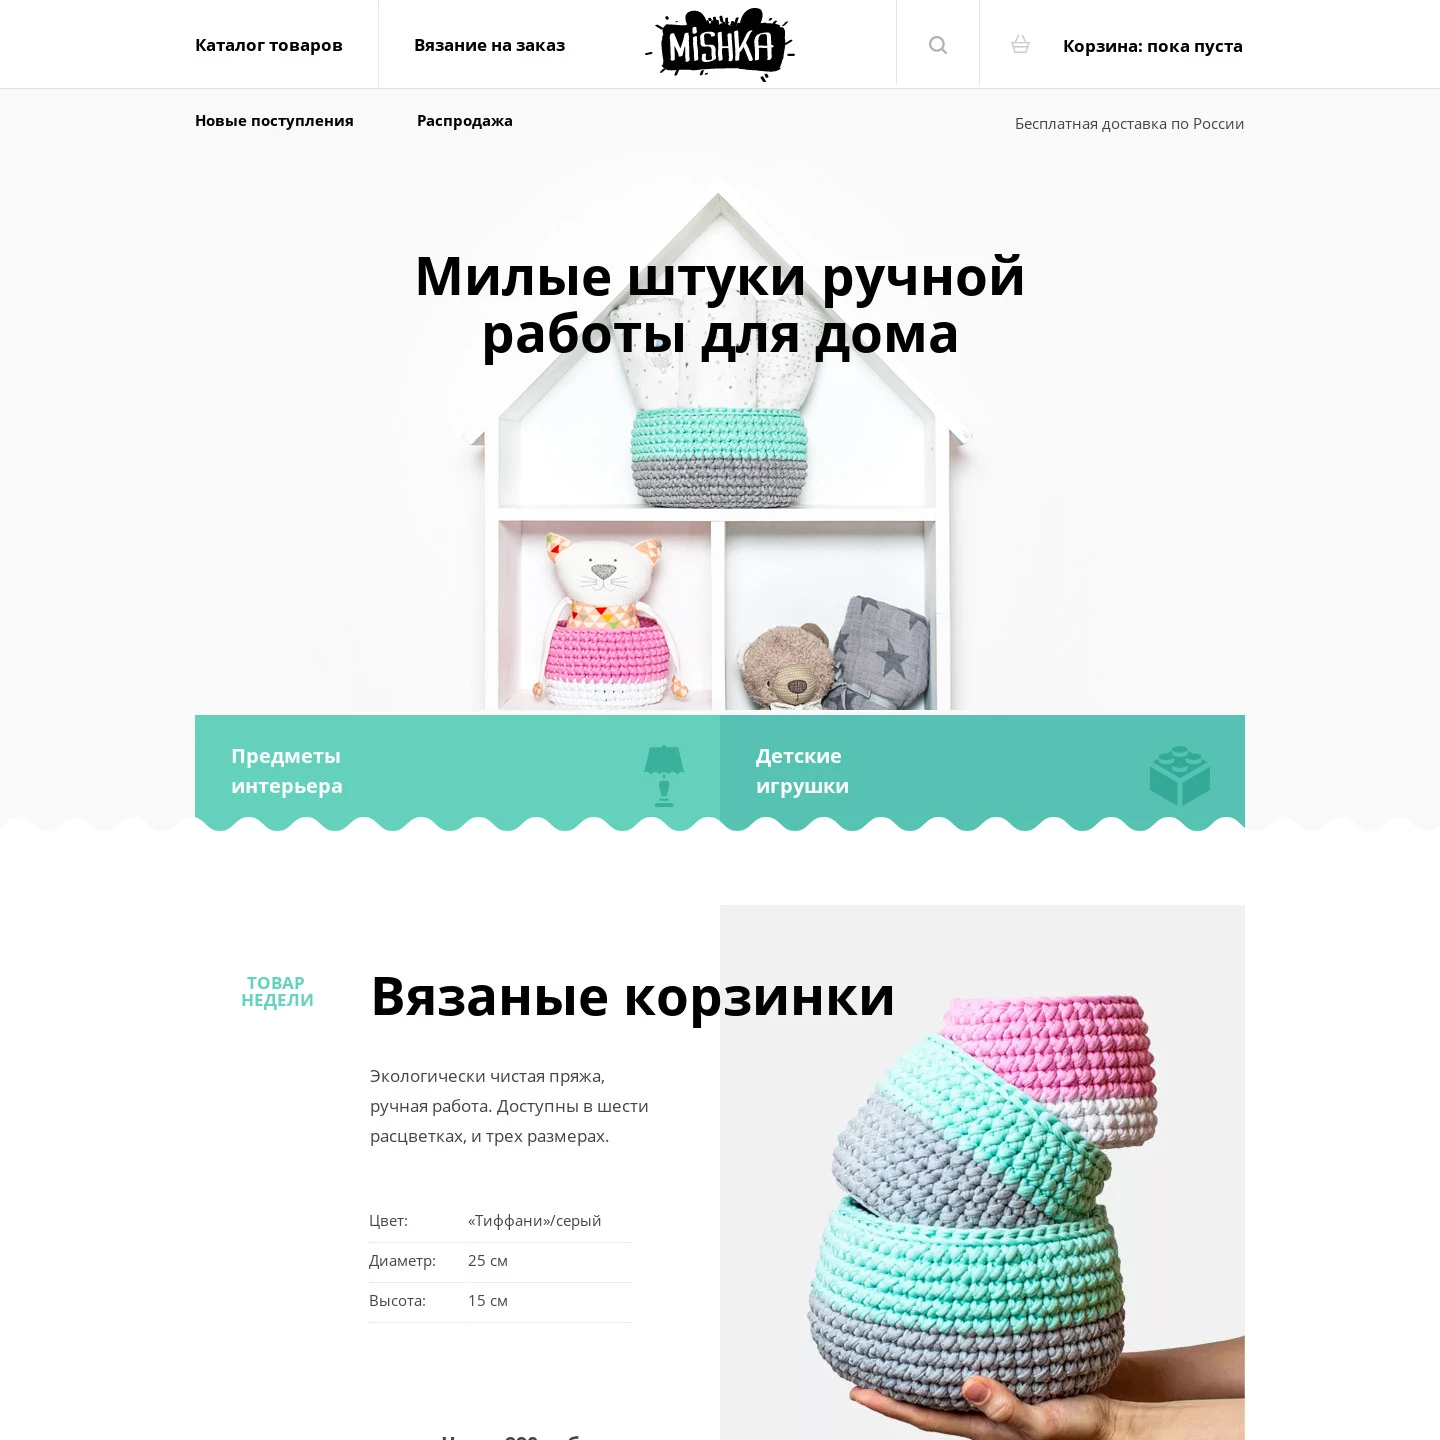 Каталог товаров
Вязание на заказ
MiSHKA
Корзина: пока пуста
Новые поступления
Распродажа
Бесплатная доставка по России
Милые штуки ручной
работы для дома
Предметы
интерьера
Детские
игрушки
ТОВАР
НЕДЕЛИ
Вязаные корзинки
Экологически чистая пряжа,
ручная работа. Доступны в шести
расцветках, и трех размерах.
Цвет: «Тиффани»/серый
Диаметр: 25 см
Высота: 15 см